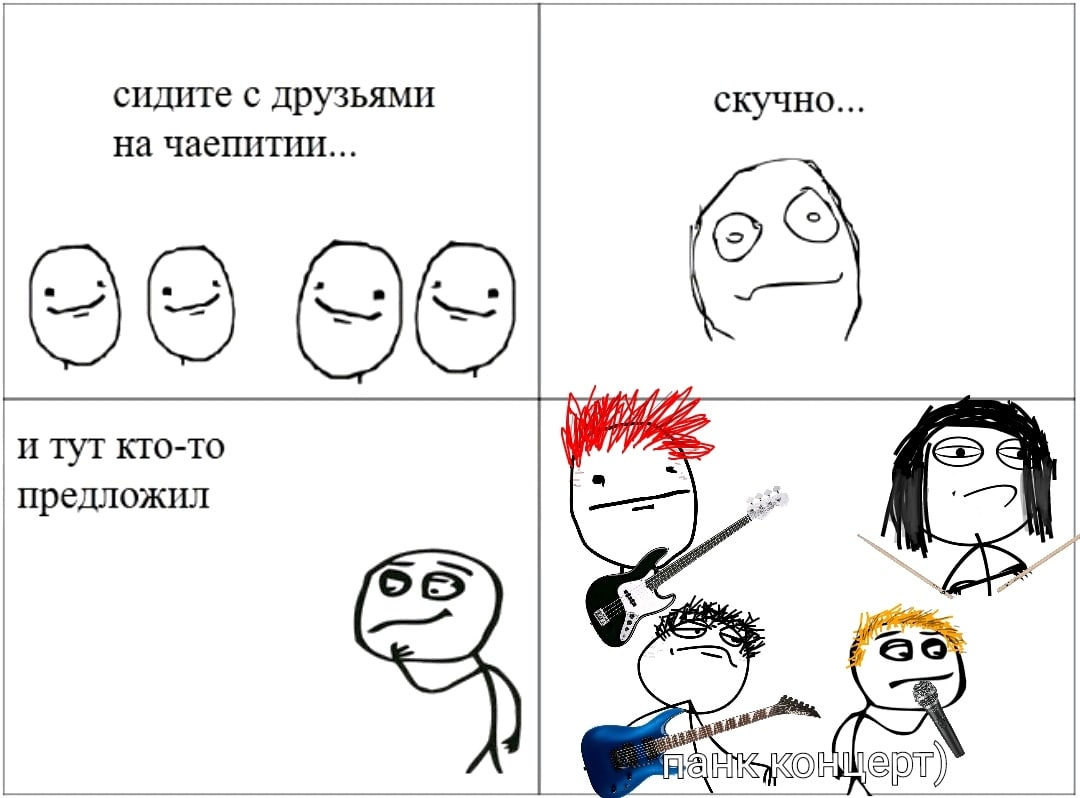 сидите с друзьями
на чаепитии...
скучно...
и тут кто-то
предложил
панк концерт)